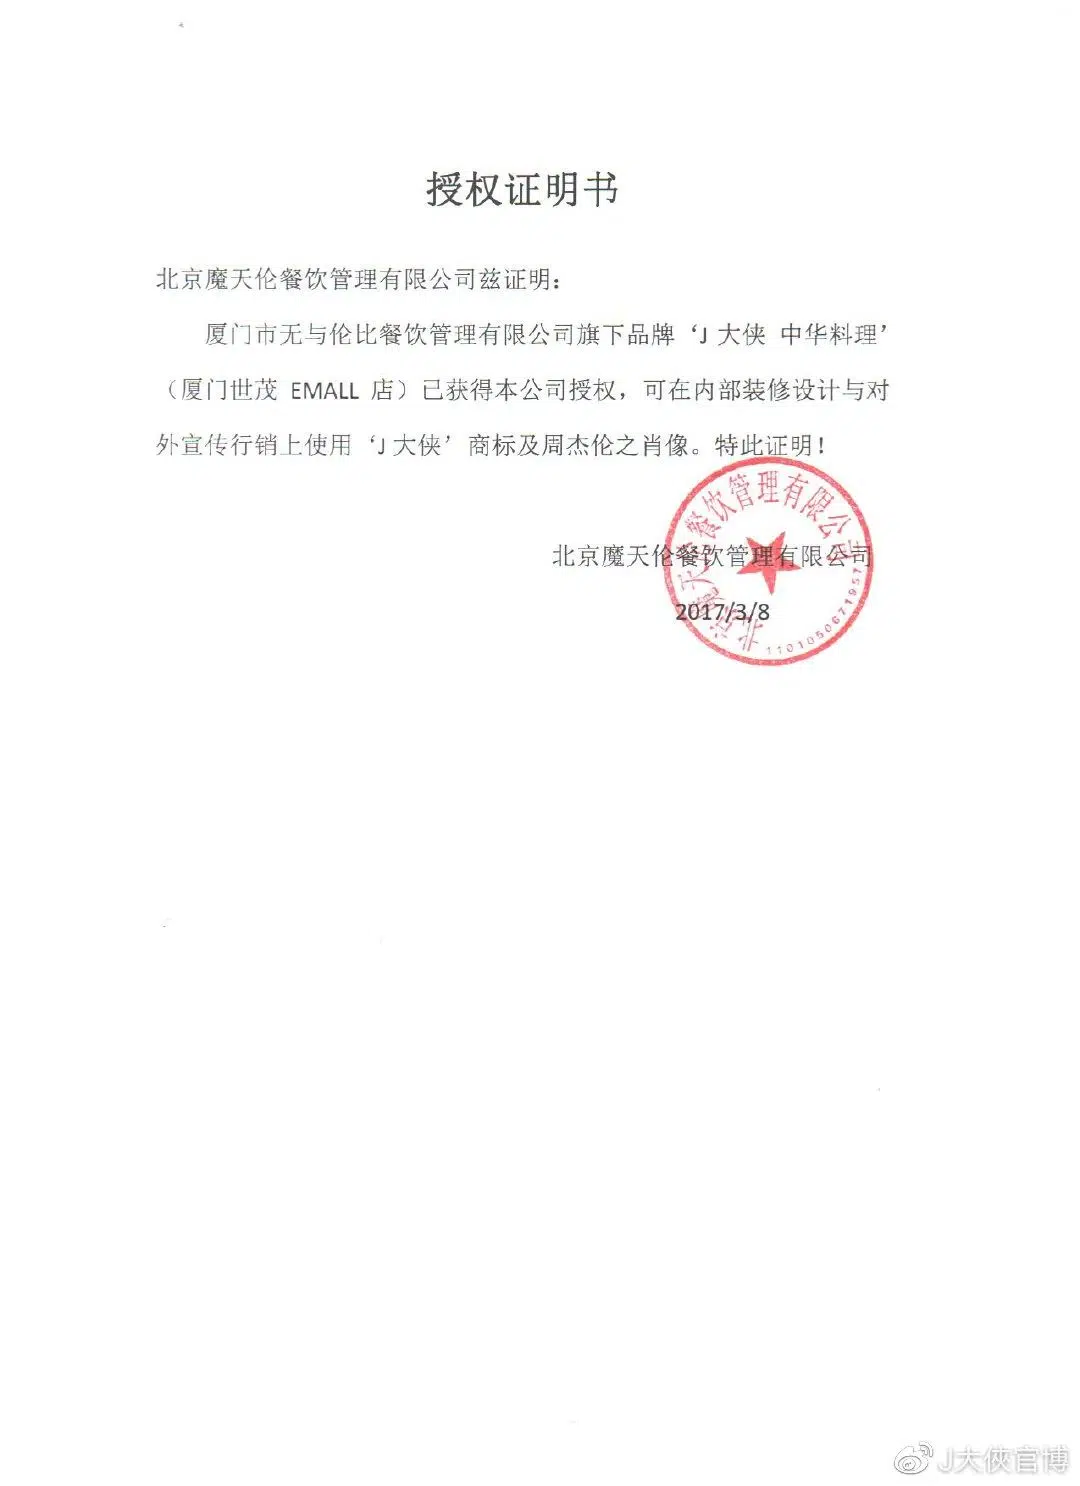 授权证明书
北京魔天伦餐饮管理有限公司兹证明：
厦门市无与伦比餐饮管理有限公司旗下品牌‘J大侠 中华料理’
（厦门世茂 EMALL 店）已获得本公司授权，可在内部装修设计与对
外宣传行销上使用‘J大侠’商标及周杰伦之肖像。特此证明！
北京魔天伦餐饮管理有限公司
2017/3/8
北京魔天伦餐饮管理有限公司
1101050671957
J大俠官博